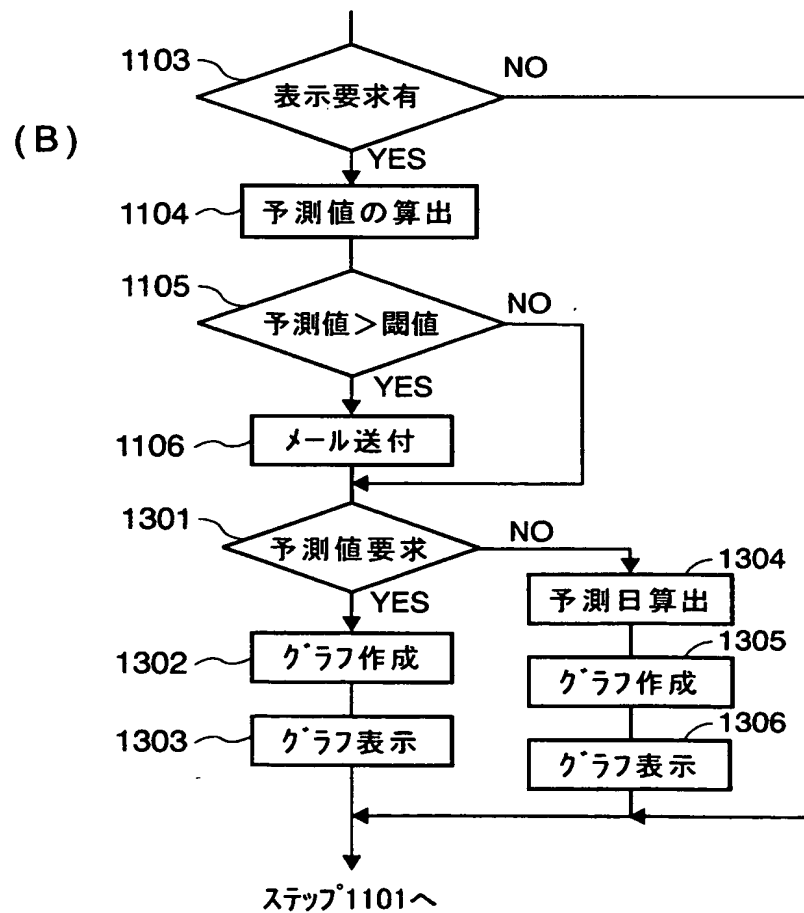 1103
NO
表示要求有
(B)
YES
1104
予測値の算出
1105
NO
予測値>閾値
YES
1106
メール送付
1301
NO
予測値要求
1304
YES
予測日算出
1302
グラフ作成
1305
グラフ作成
1303
グラフ表示
1306
グラフ表示
ステップ1101へ